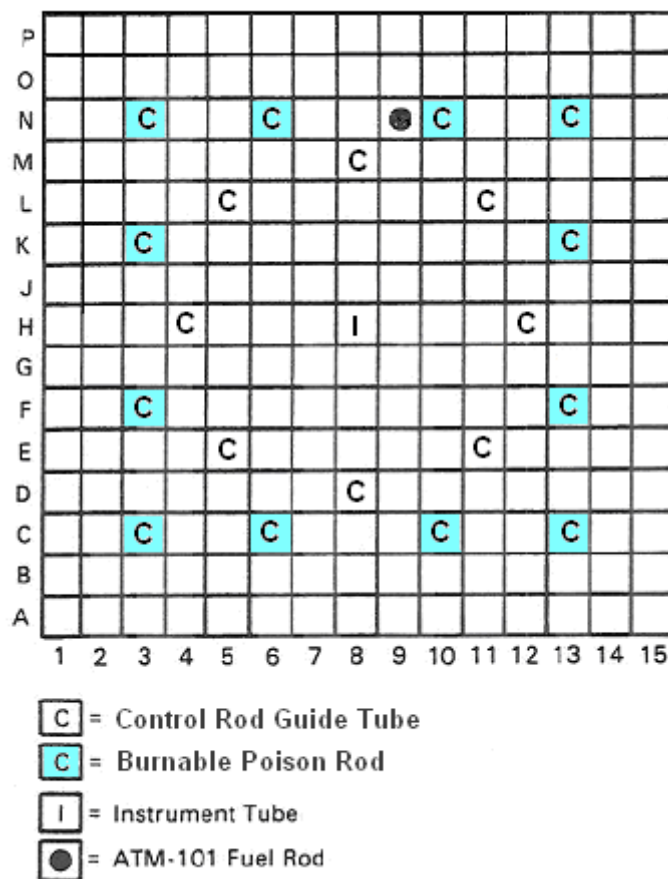 P
O
N C C C C
M C
L C C
K C C
J
H C I C
G
F C C
E C C
D C
C C C C C
B
A
1 2 3 4 5 6 7 8 9 10 11 12 13 14 15
C = Control Rod Guide Tube
C = Burnable Poison Rod
I = Instrument Tube
= ATM-101 Fuel Rod